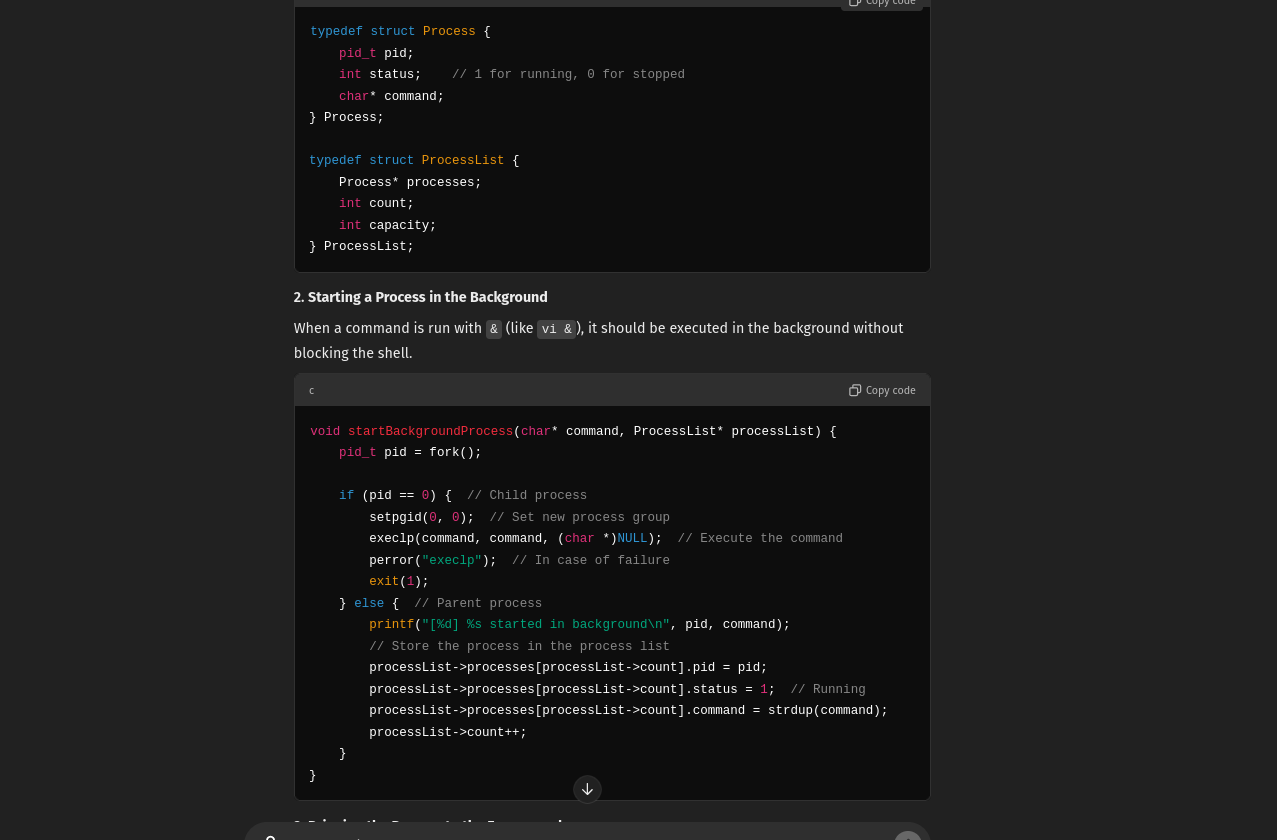 Copy code
typedef struct Process {
    pid_t pid;
    int status;    // 1 for running, 0 for stopped
    char* command;
} Process;

typedef struct ProcessList {
    Process* processes;
    int count;
    int capacity;
} ProcessList;
2. Starting a Process in the Background
When a command is run with & (like vi &), it should be executed in the background without
blocking the shell.
c Copy code
void startBackgroundProcess(char* command, ProcessList* processList) {
    pid_t pid = fork();

    if (pid == 0) {  // Child process
        setpgid(0, 0);  // Set new process group
        execlp(command, command, (char *)NULL);  // Execute the command
        perror("execlp");  // In case of failure
        exit(1);
    } else {  // Parent process
        printf("[%d] %s started in background\n", pid, command);
        // Store the process in the process list
        processList->processes[processList->count].pid = pid;
        processList->processes[processList->count].status = 1;  // Running
        processList->processes[processList->count].command = strdup(command);
        processList->count++;
    }
}